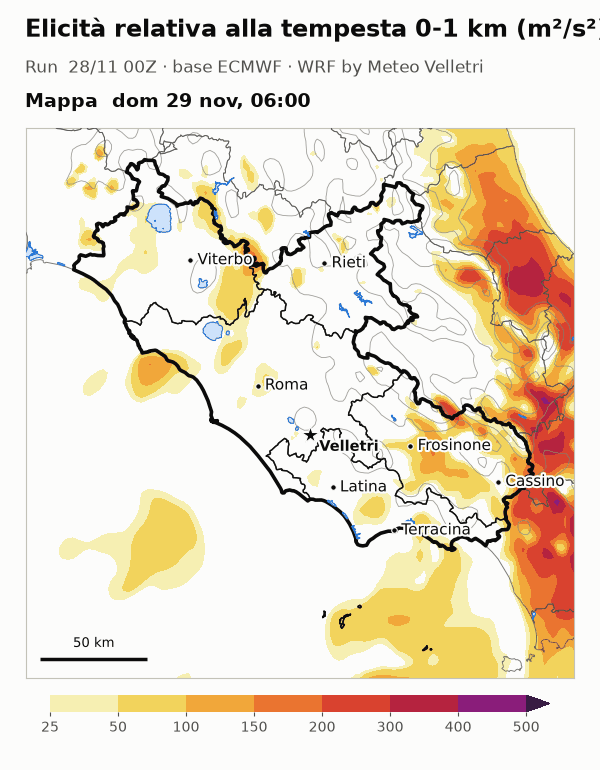 Elicità relativa alla tempesta 0-1 km (m²/s²)
Run  28/11 00Z · base ECMWF · WRF by Meteo Velletri
Mappa  dom 29 nov, 06:00
Viterbo
Rieti
Roma
Velletri
Frosinone
Cassino
Latina
Terracina
50 km
25 50 100 150 200 300 400 500